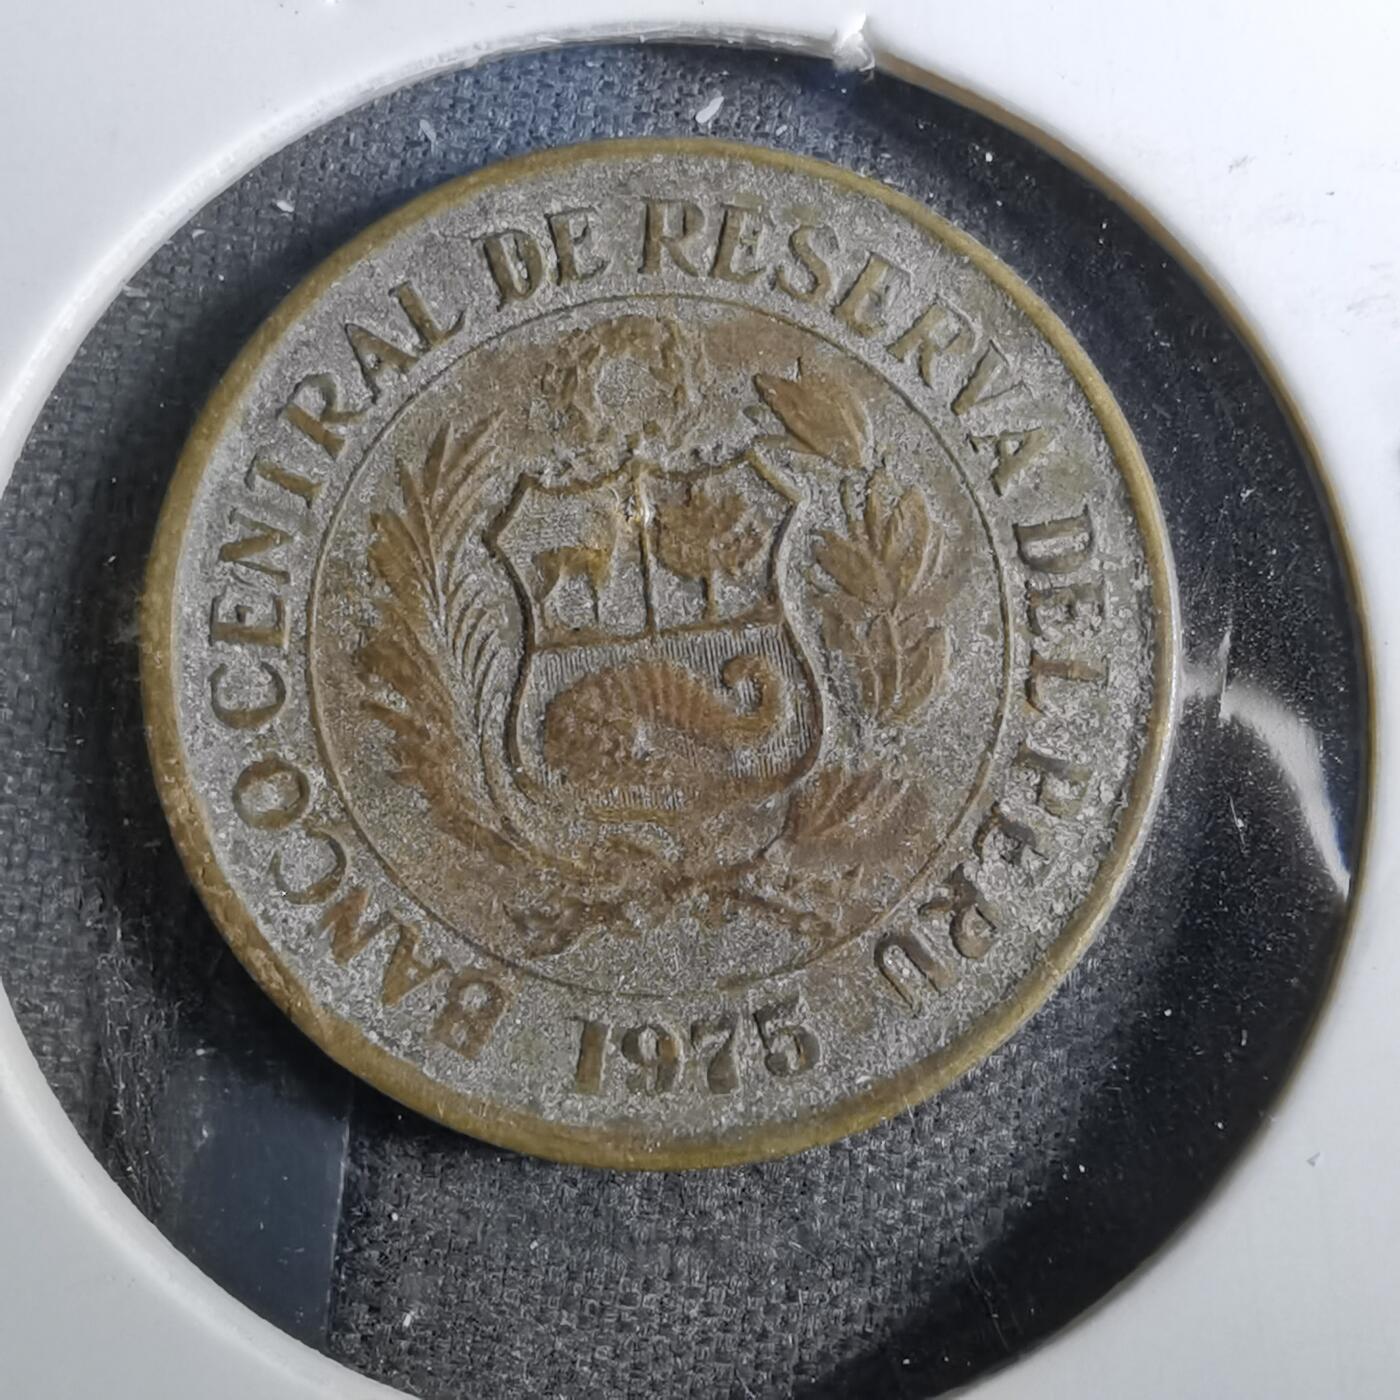 BANCO CENTRAL DE RESERVA DEL PERU
1975